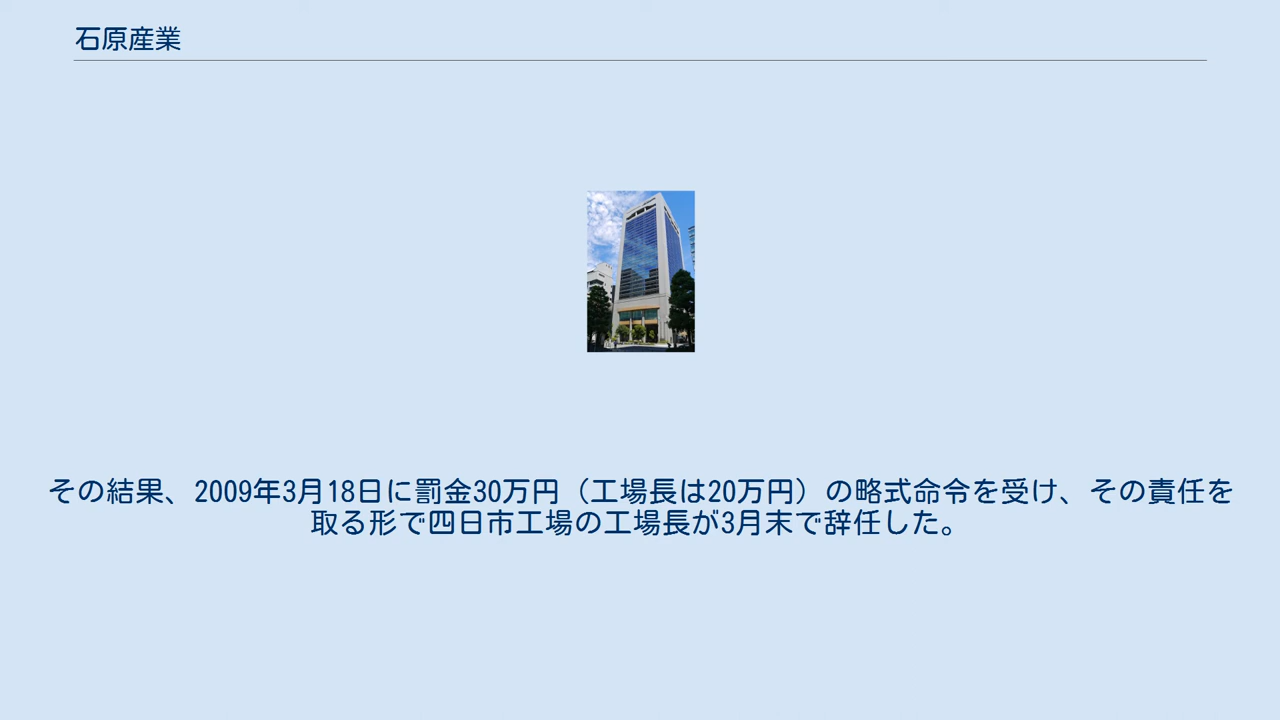 石原産業
その結果、2009年3月18日に罰金30万円（工場長は20万円）の略式命令を受け、その責任を
取る形で四日市工場の工場長が3月末で辞任した。